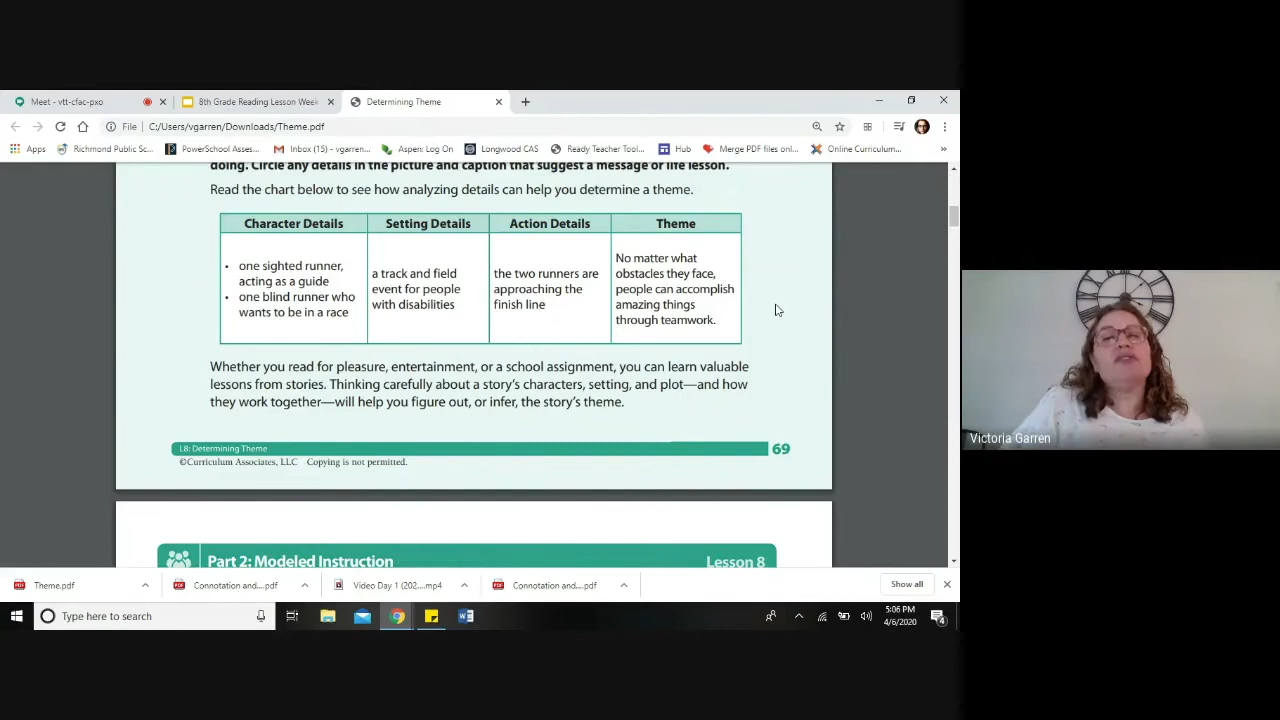 Meet - vtt-cfac-pxo
8th Grade Reading Lesson Week
Determining Theme
File C:/Users/vgarren/Downloads/Theme.pdf
Apps Richmond Public Sc... PowerSchool Asses... Inbox (15) - vgarren... Aspen: Log On Longwood CAS Ready Teacher Tool... Hub Merge PDF files onl... Online Curriculum... »
doing. Circle any details in the picture and caption that suggest a message or life lesson.
Read the chart below to see how analyzing details can help you determine a theme.
Character Details Setting Details Action Details Theme
• one sighted runner,
acting as a guide
• one blind runner who
wants to be in a race
a track and field
event for people
with disabilities
the two runners are
approaching the
finish line
No matter what
obstacles they face,
people can accomplish
amazing things
through teamwork.
Whether you read for pleasure, entertainment, or a school assignment, you can learn valuable
lessons from stories. Thinking carefully about a story's characters, setting, and plot—and how
they work together—will help you figure out, or infer, the story's theme.
L8: Determining Theme 69
©Curriculum Associates, LLC Copying is not permitted.
Part 2: Modeled Instruction Lesson 8
Victoria Garren
Theme.pdf Connotation and....pdf Video Day 1 (202....mp4 Connotation and....pdf Show all
Type here to search
5:06 PM
4/6/2020
4